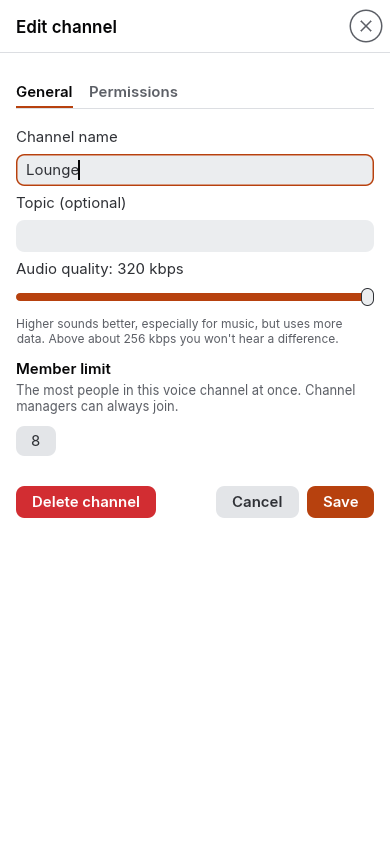 Edit channel
General Permissions
Channel name
Lounge
Topic (optional)
Audio quality: 320 kbps
Higher sounds better, especially for music, but uses more
data. Above about 256 kbps you won't hear a difference.
Member limit
The most people in this voice channel at once. Channel
managers can always join.
8
Delete channel Cancel Save